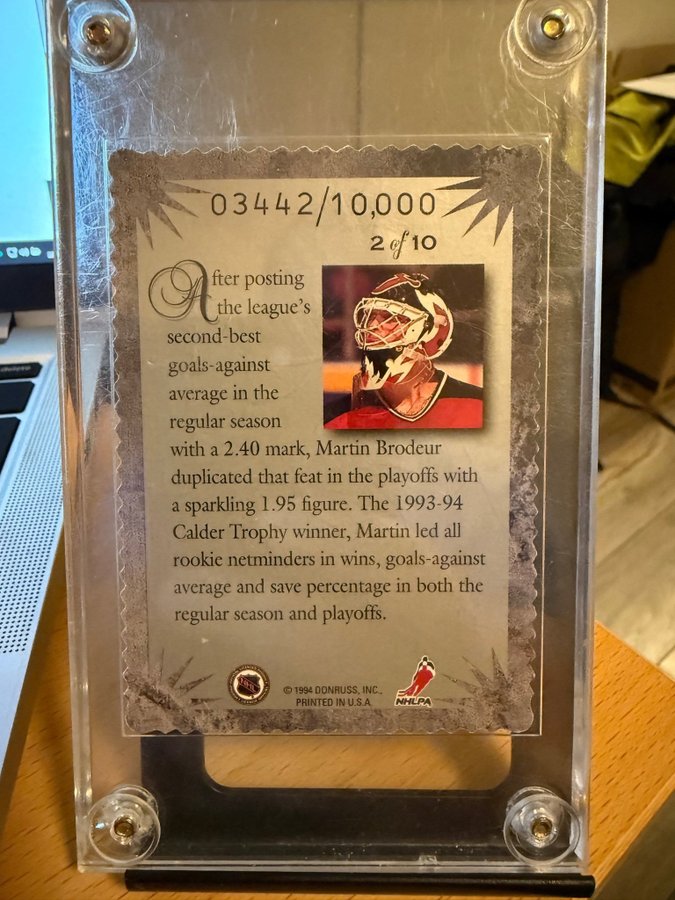 03442/10,000
2 of 10
After posting
the league's
second-best
goals-against
average in the
regular season
with a 2.40 mark, Martin Brodeur
duplicated that feat in the playoffs with
a sparkling 1.95 figure. The 1993-94
Calder Trophy winner, Martin led all
rookie netminders in wins, goals-against
average and save percentage in both the
regular season and playoffs.
© 1994 DONRUSS, INC.,
PRINTED IN U.S.A.
NHLPA
delete